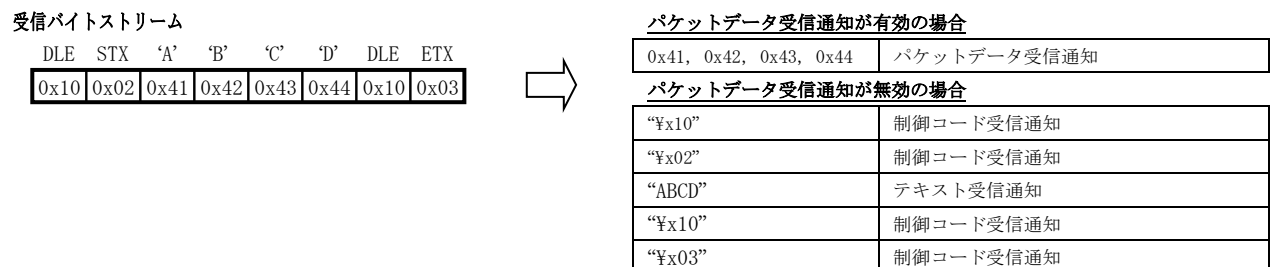 受信バイトストリーム
DLE STX ‘A’ ‘B’ ‘C’ ‘D’ DLE ETX
0x10 0x02 0x41 0x42 0x43 0x44 0x10 0x03
パケットデータ受信通知が有効の場合
0x41, 0x42, 0x43, 0x44 パケットデータ受信通知
パケットデータ受信通知が無効の場合
“¥x10” 制御コード受信通知
“¥x02” 制御コード受信通知
“ABCD” テキスト受信通知
“¥x10” 制御コード受信通知
“¥x03” 制御コード受信通知